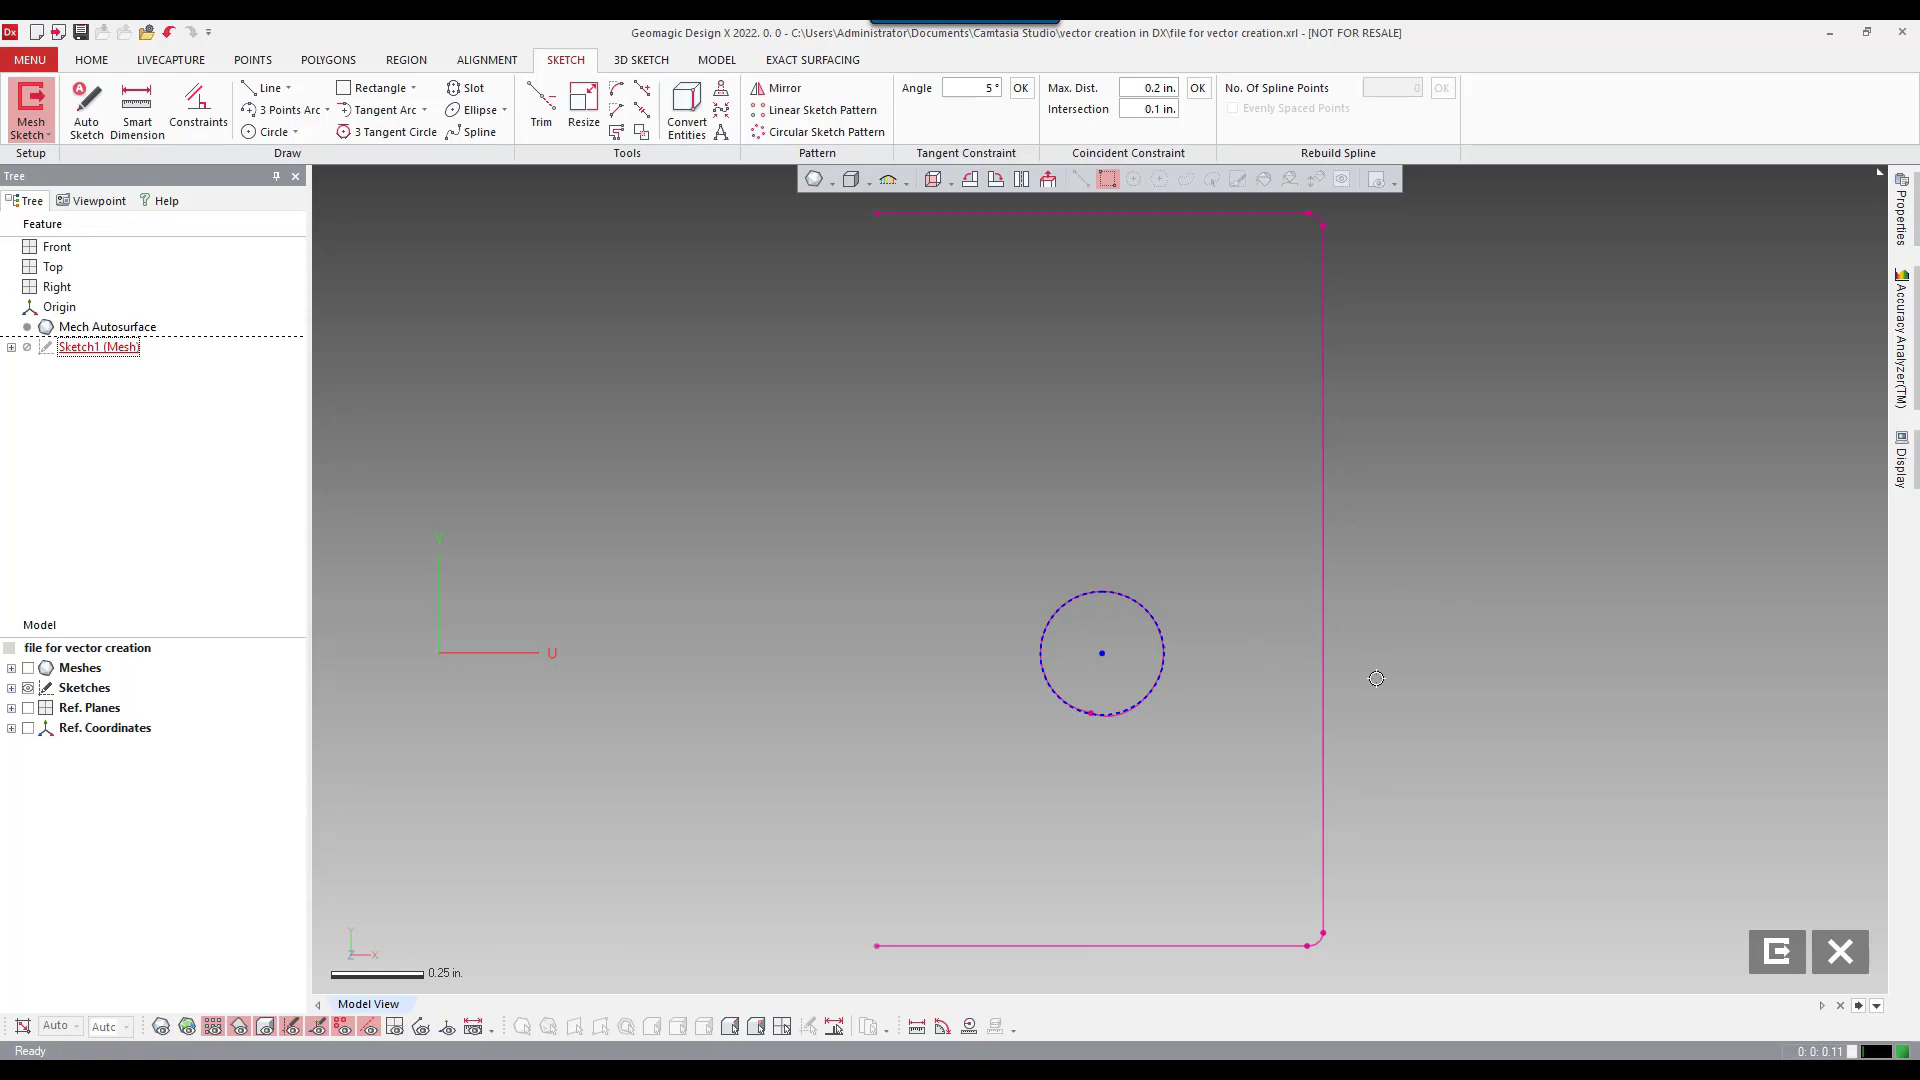 Dx
Geomagic Design X 2022. 0. 0 - C:\Users\Administrator\Documents\Camtasia Studio\vector creation in DX\file for vector creation.xrl - [NOT FOR RESALE]
MENU HOME LIVECAPTURE POINTS POLYGONS REGION ALIGNMENT SKETCH 3D SKETCH MODEL EXACT SURFACING
Mesh Sketch
Auto Sketch
Smart Dimension
Constraints
Line Rectangle Slot
3 Points Arc Tangent Arc Ellipse
Circle 3 Tangent Circle Spline
Trim Resize
Convert Entities
Mirror
Linear Sketch Pattern
Circular Sketch Pattern
Angle 5 ° OK
Max. Dist. 0.2 in. OK
Intersection 0.1 in.
No. Of Spline Points 0 OK
Evenly Spaced Points
Setup Draw Tools Pattern Tangent Constraint Coincident Constraint Rebuild Spline
Tree
Tree Viewpoint Help
Feature
Front
Top
Right
Origin
Mech Autosurface
Sketch1 (Mesh)
Model
file for vector creation
Meshes
Sketches
Ref. Planes
Ref. Coordinates
V
U
Y
Z X
0.25 in.
Properties
Accuracy Analyzer(TM)
Display
Model View
Auto Auto
Ready
0: 0: 0.11